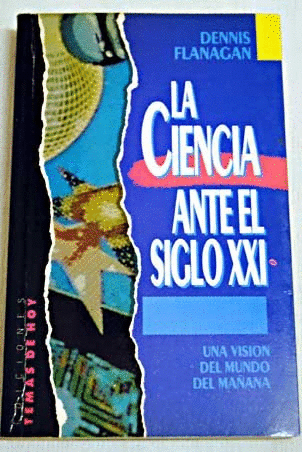 DENNIS
FLANAGAN
LA
CIENCIA
ANTE EL
SIGLO XXI
UNA VISION
DEL MUNDO
DEL MAÑANA
EDICIONES
TEMAS DE HOY